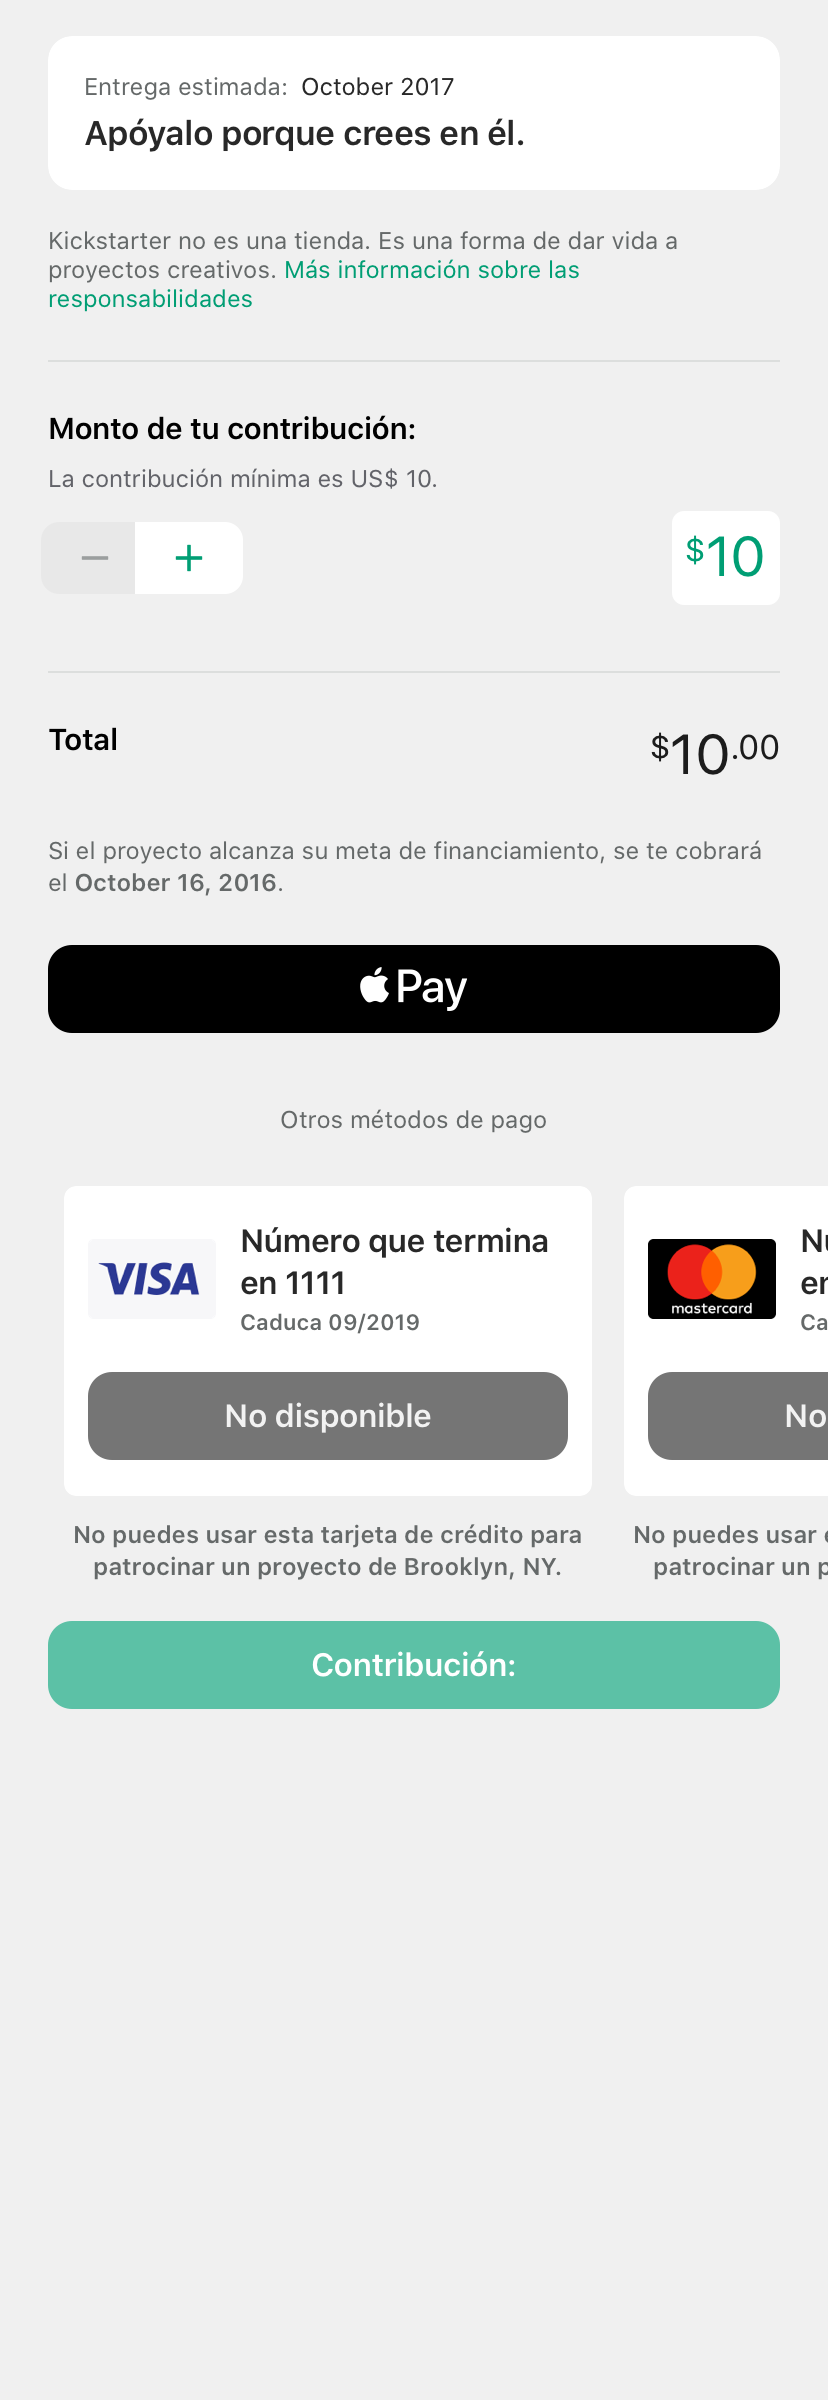 Entrega estimada: October 2017
Apóyalo porque crees en él.
Kickstarter no es una tienda. Es una forma de dar vida a
proyectos creativos. Más información sobre las
responsabilidades
Monto de tu contribución:
La contribución mínima es US$ 10.
− +
$10
Total
$10.00
Si el proyecto alcanza su meta de financiamiento, se te cobrará
el October 16, 2016.
Pay
Otros métodos de pago
VISA
Número que termina
en 1111
Caduca 09/2019
No disponible
No puedes usar esta tarjeta de crédito para
patrocinar un proyecto de Brooklyn, NY.
mastercard
Ca
No
No puedes usar
patrocinar un p
Contribución: